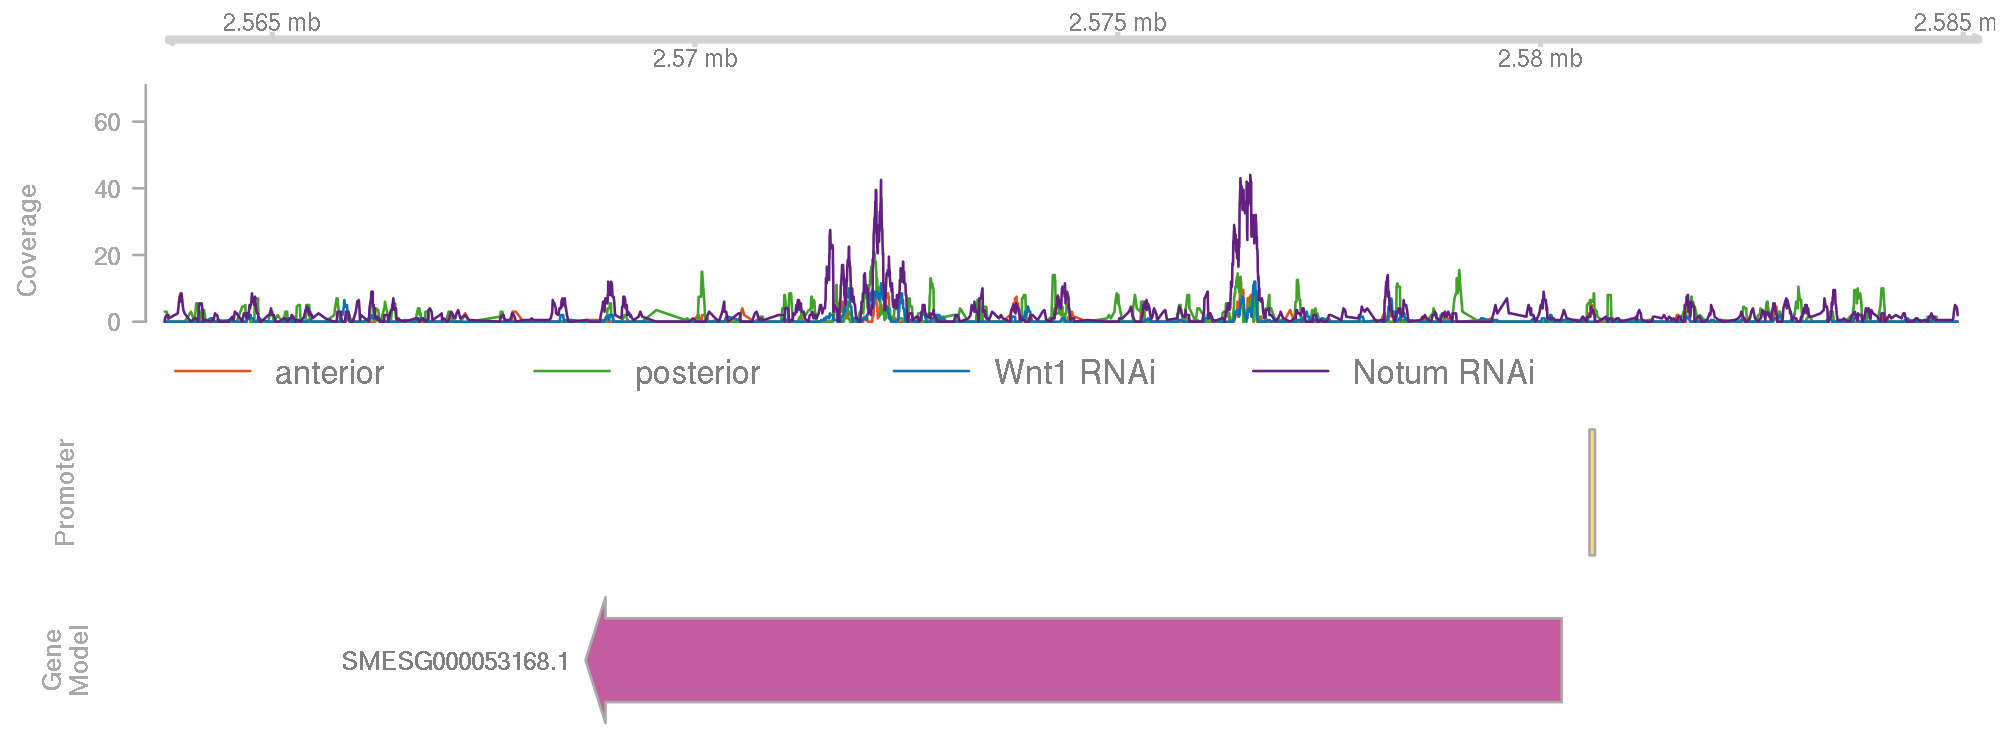 2.565 mb
2.575 mb
2.585 m
2.57 mb
2.58 mb
60
40
20
0
0
Coverage
anterior
posterior
Wnt1 RNAi
Notum RNAi
Promoter
Gene
Model
SMESG000053168.1